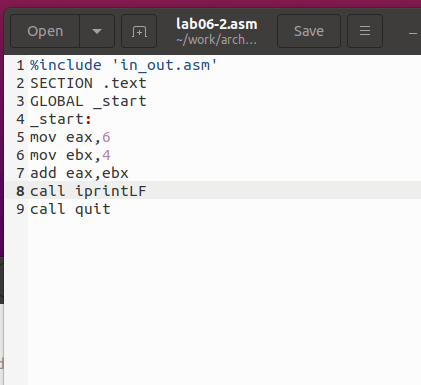 Open
lab06-2.asm
~/work/arch...
Save
1 %include 'in_out.asm'
2 SECTION .text
3 GLOBAL _start
4 _start:
5 mov eax,6
6 mov ebx,4
7 add eax,ebx
8 call iprintLF
9 call quit